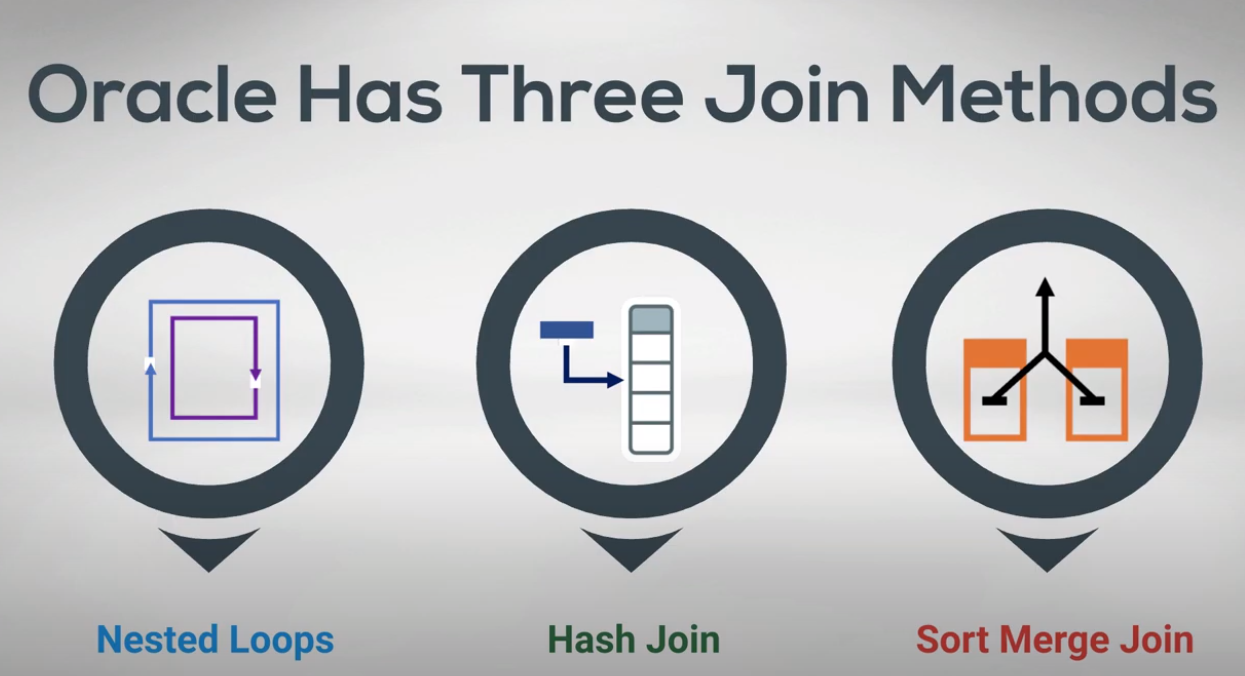 Oracle Has Three Join Methods
Nested Loops
Hash Join
Sort Merge Join